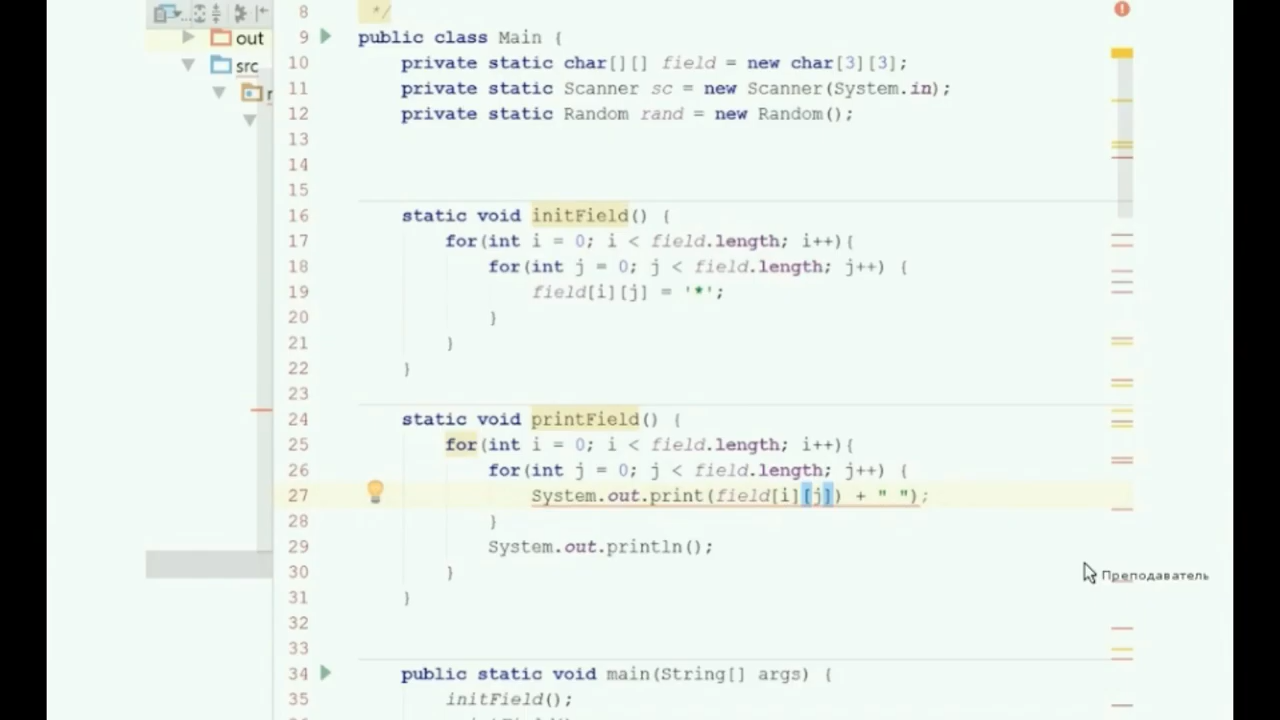 8 */
out
9 public class Main {
src
10 private static char[][] field = new char[3][3];
11 private static Scanner sc = new Scanner(System.in);
12 private static Random rand = new Random();
13
14
15
16 static void initField() {
17 for(int i = 0; i < field.length; i++){
18 for(int j = 0; j < field.length; j++) {
19 field[i][j] = '*';
20 }
21 }
22 }
23
24 static void printField() {
25 for(int i = 0; i < field.length; i++){
26 for(int j = 0; j < field.length; j++) {
27 System.out.print(field[i][j]) + " ");
28 }
29 System.out.println();
30 }
Преподаватель
31 }
32
33
34 public static void main(String[] args) {
35 initField();